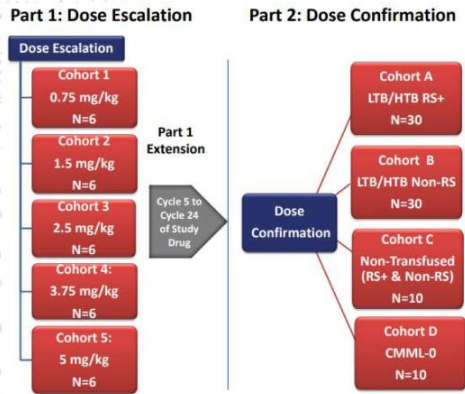 Part 1: Dose Escalation
Dose Escalation
Cohort 1
0.75 mg/kg
N=6
Cohort 2
1.5 mg/kg
N=6
Cohort 3
2.5 mg/kg
N=6
Cohort 4:
3.75 mg/kg
N=6
Cohort 5:
5 mg/kg
N=6
Part 1
Extension
Cycle 5 to
Cycle 24
of Study
Drug
Part 2: Dose Confirmation
Dose
Confirmation
Cohort A
LTB/HTB RS+
N=30
Cohort B
LTB/HTB Non-RS
N=30
Cohort C
Non-Transfused
(RS+ & Non-RS)
N=10
Cohort D
CMML-0
N=10